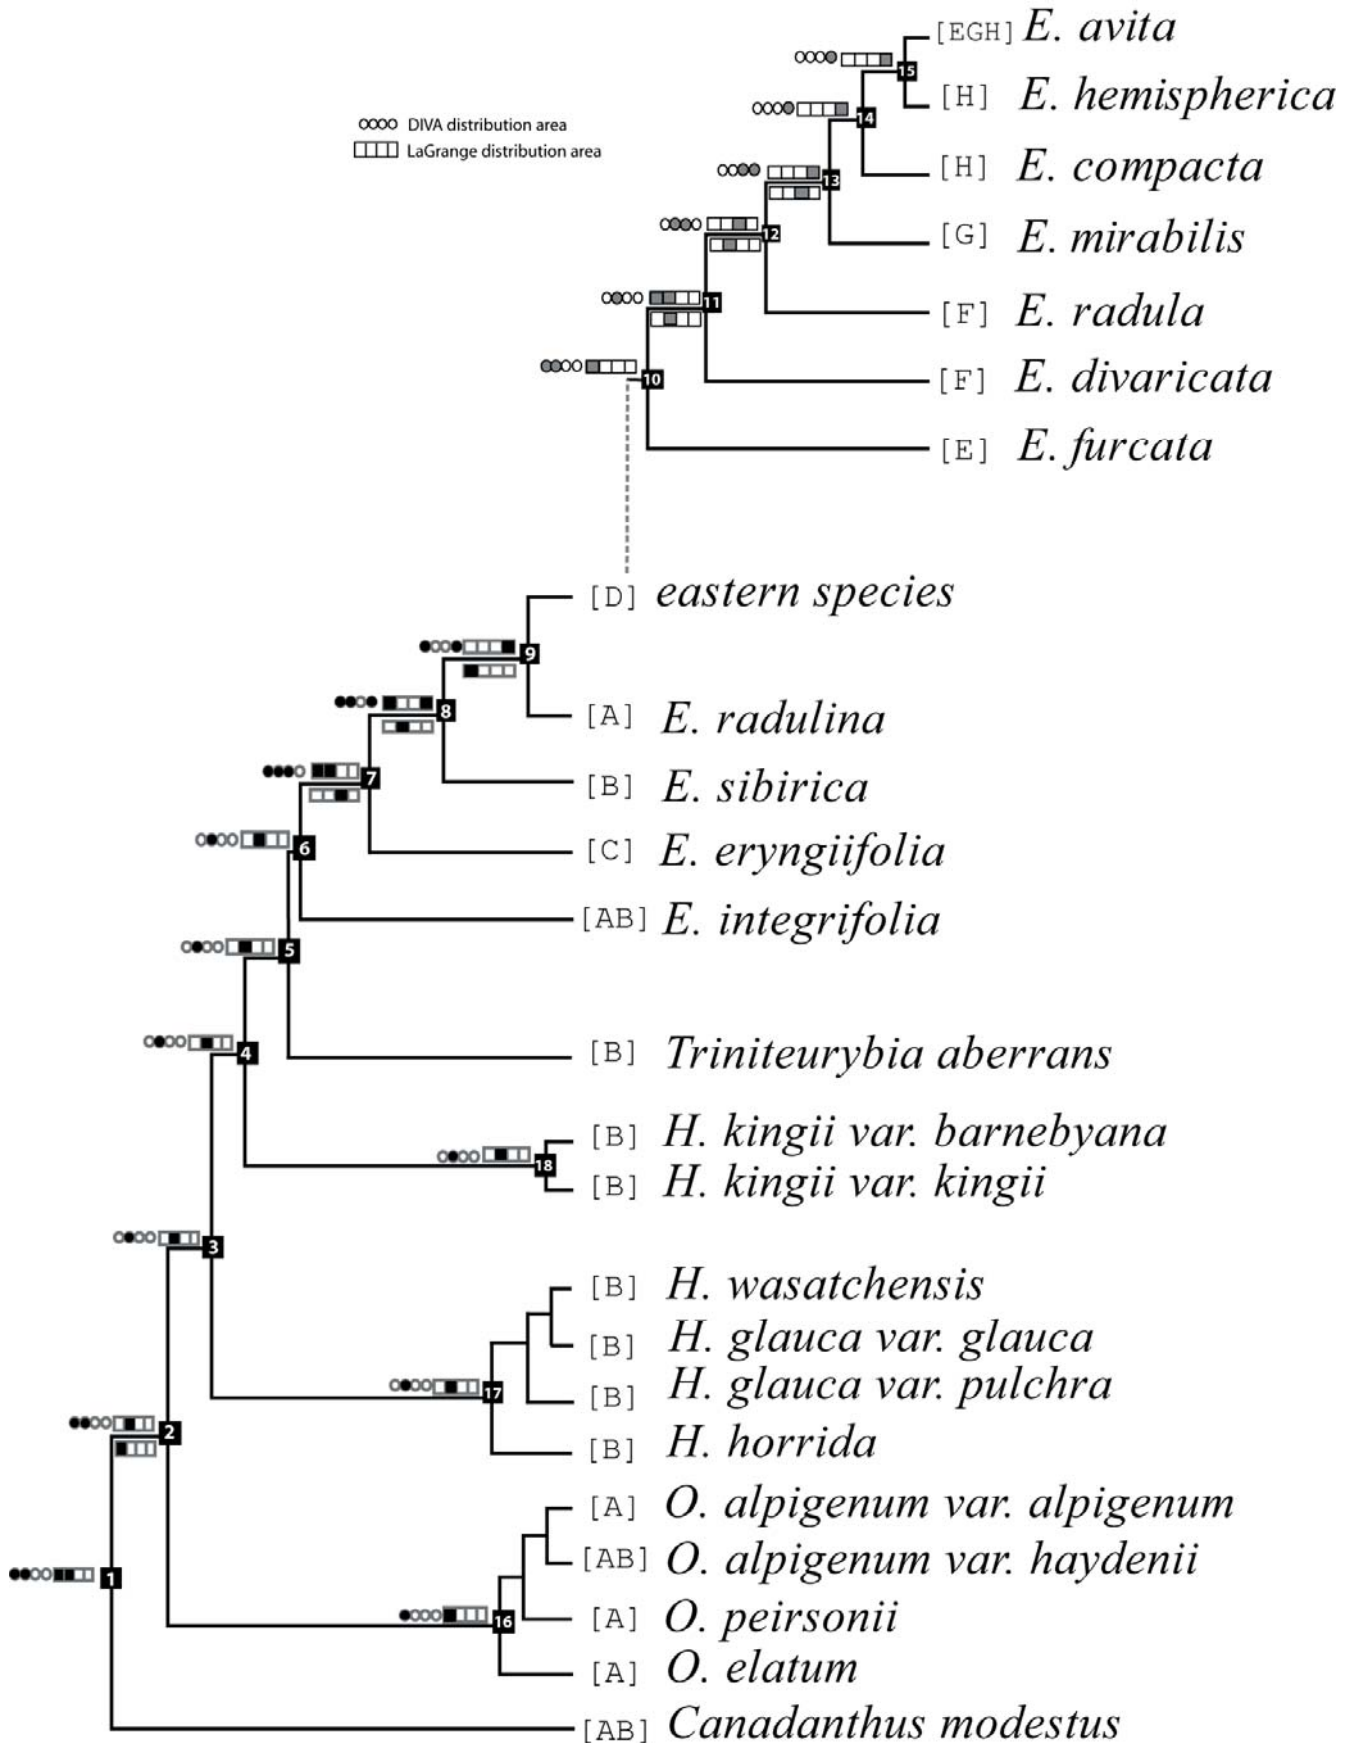 [EGH] E. avita
15
DIVA distribution area
LaGrange distribution area
[H] E. hemispherica
14
[H] E. compacta
13
[G] E. mirabilis
12
[F] E. radula
11
[F] E. divaricata
10
[E] E. furcata
[D] eastern species
9
[A] E. radulina
8
[B] E. sibirica
7
[C] E. eryngiifolia
6
[AB] E. integrifolia
5
[B] Triniteurybia aberrans
4
[B] H. kingii var. barnebyana
18
[B] H. kingii var. kingii
3
[B] H. wasatchensis
[B] H. glauca var. glauca
[B] H. glauca var. pulchra
17
2
[B] H. horrida
[A] O. alpigenum var. alpigenum
[AB] O. alpigenum var. haydenii
1
[A] O. peirsonii
16
[A] O. elatum
[AB] Canadanthus modestus